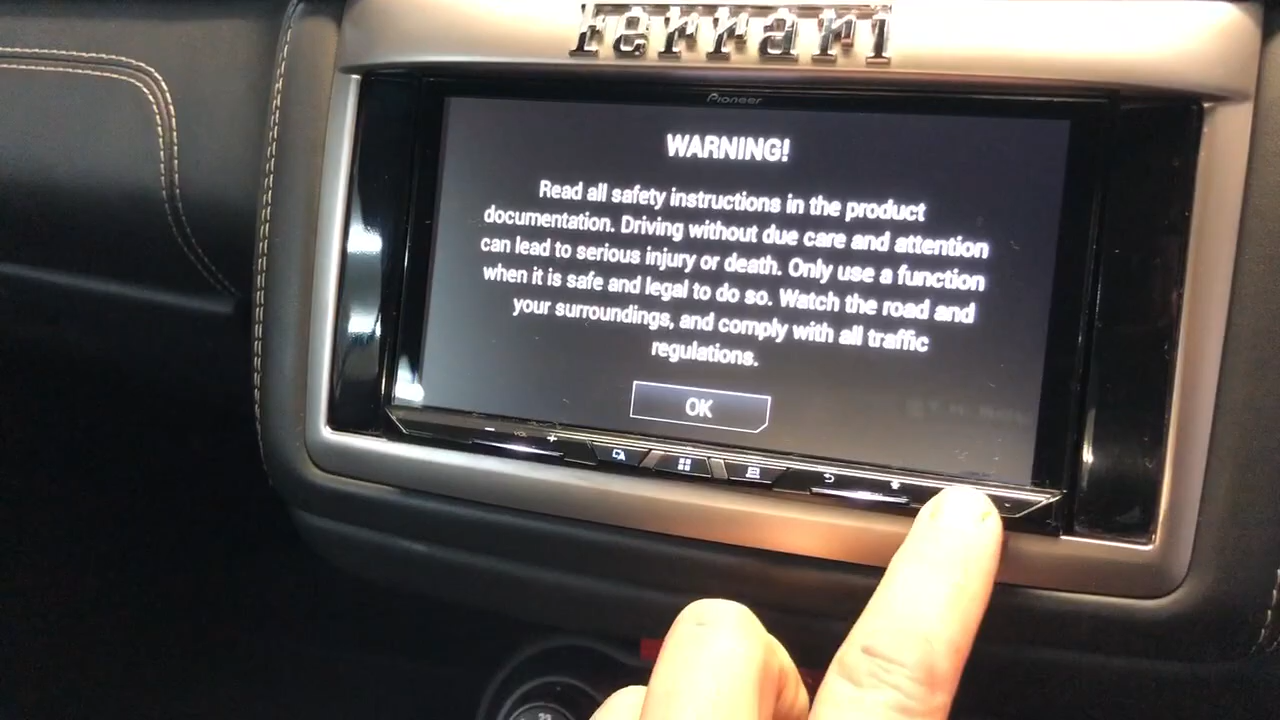 Ferrari
Pioneer
WARNING!
Read all safety instructions in the product
documentation. Driving without due care and attention
can lead to serious injury or death. Only use a function
when it is safe and legal to do so. Watch the road and
your surroundings, and comply with all traffic
regulations.
OK
− VOL +